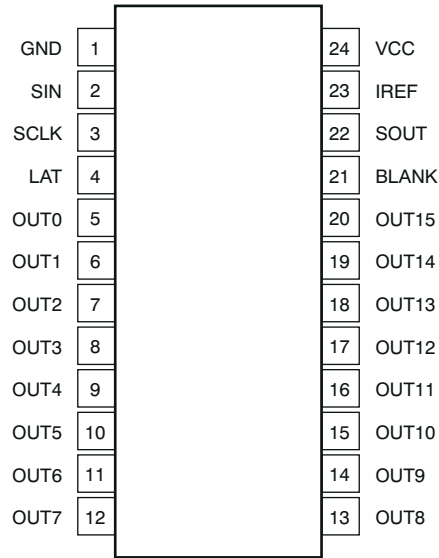 GND 1 24 VCC
SIN 2 23 IREF
SCLK 3 22 SOUT
LAT 4 21 BLANK
OUT0 5 20 OUT15
OUT1 6 19 OUT14
OUT2 7 18 OUT13
OUT3 8 17 OUT12
OUT4 9 16 OUT11
OUT5 10 15 OUT10
OUT6 11 14 OUT9
OUT7 12 13 OUT8